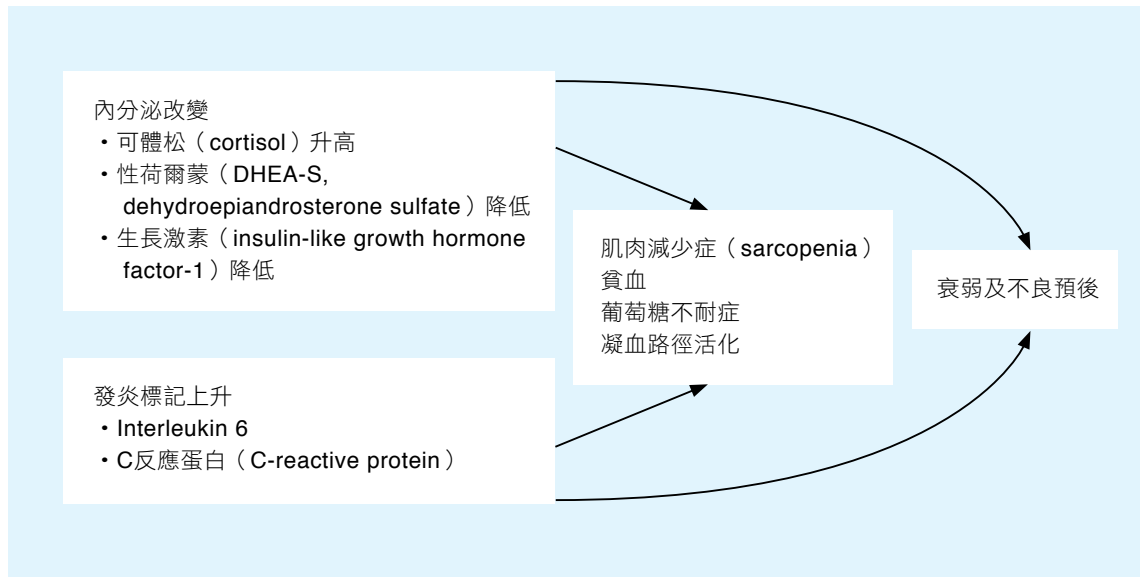 內分泌改變
・可體松（cortisol）升高
・性荷爾蒙（DHEA-S,
dehydroepiandrosterone sulfate）降低
・生長激素（insulin-like growth hormone
factor-1）降低
發炎標記上升
・Interleukin 6
・C反應蛋白（C-reactive protein）
肌肉減少症（sarcopenia）
貧血
葡萄糖不耐症
凝血路徑活化
衰弱及不良預後